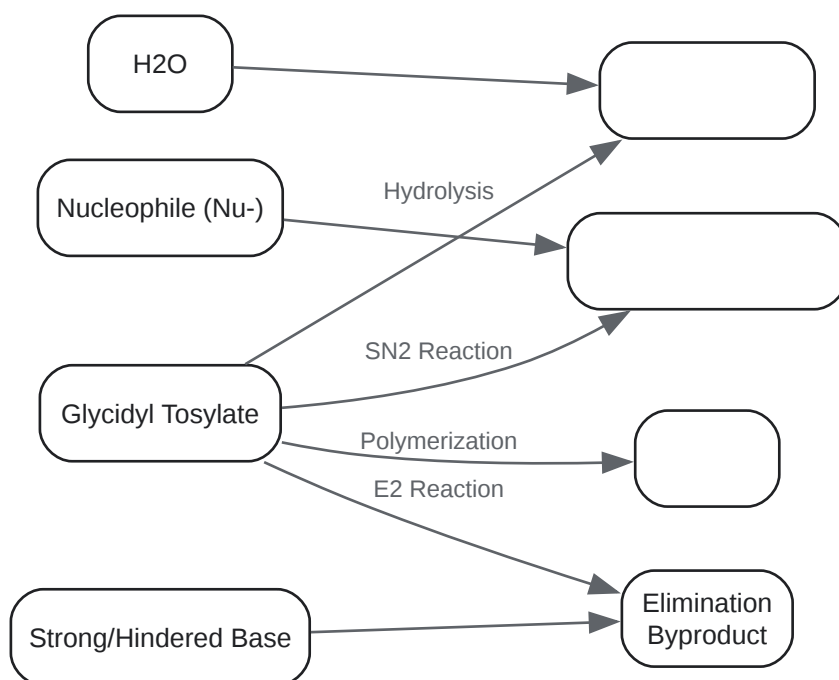 H2O
Nucleophile (Nu-)
Hydrolysis
SN2 Reaction
Glycidyl Tosylate
Polymerization
E2 Reaction
Elimination
Byproduct
Strong/Hindered Base